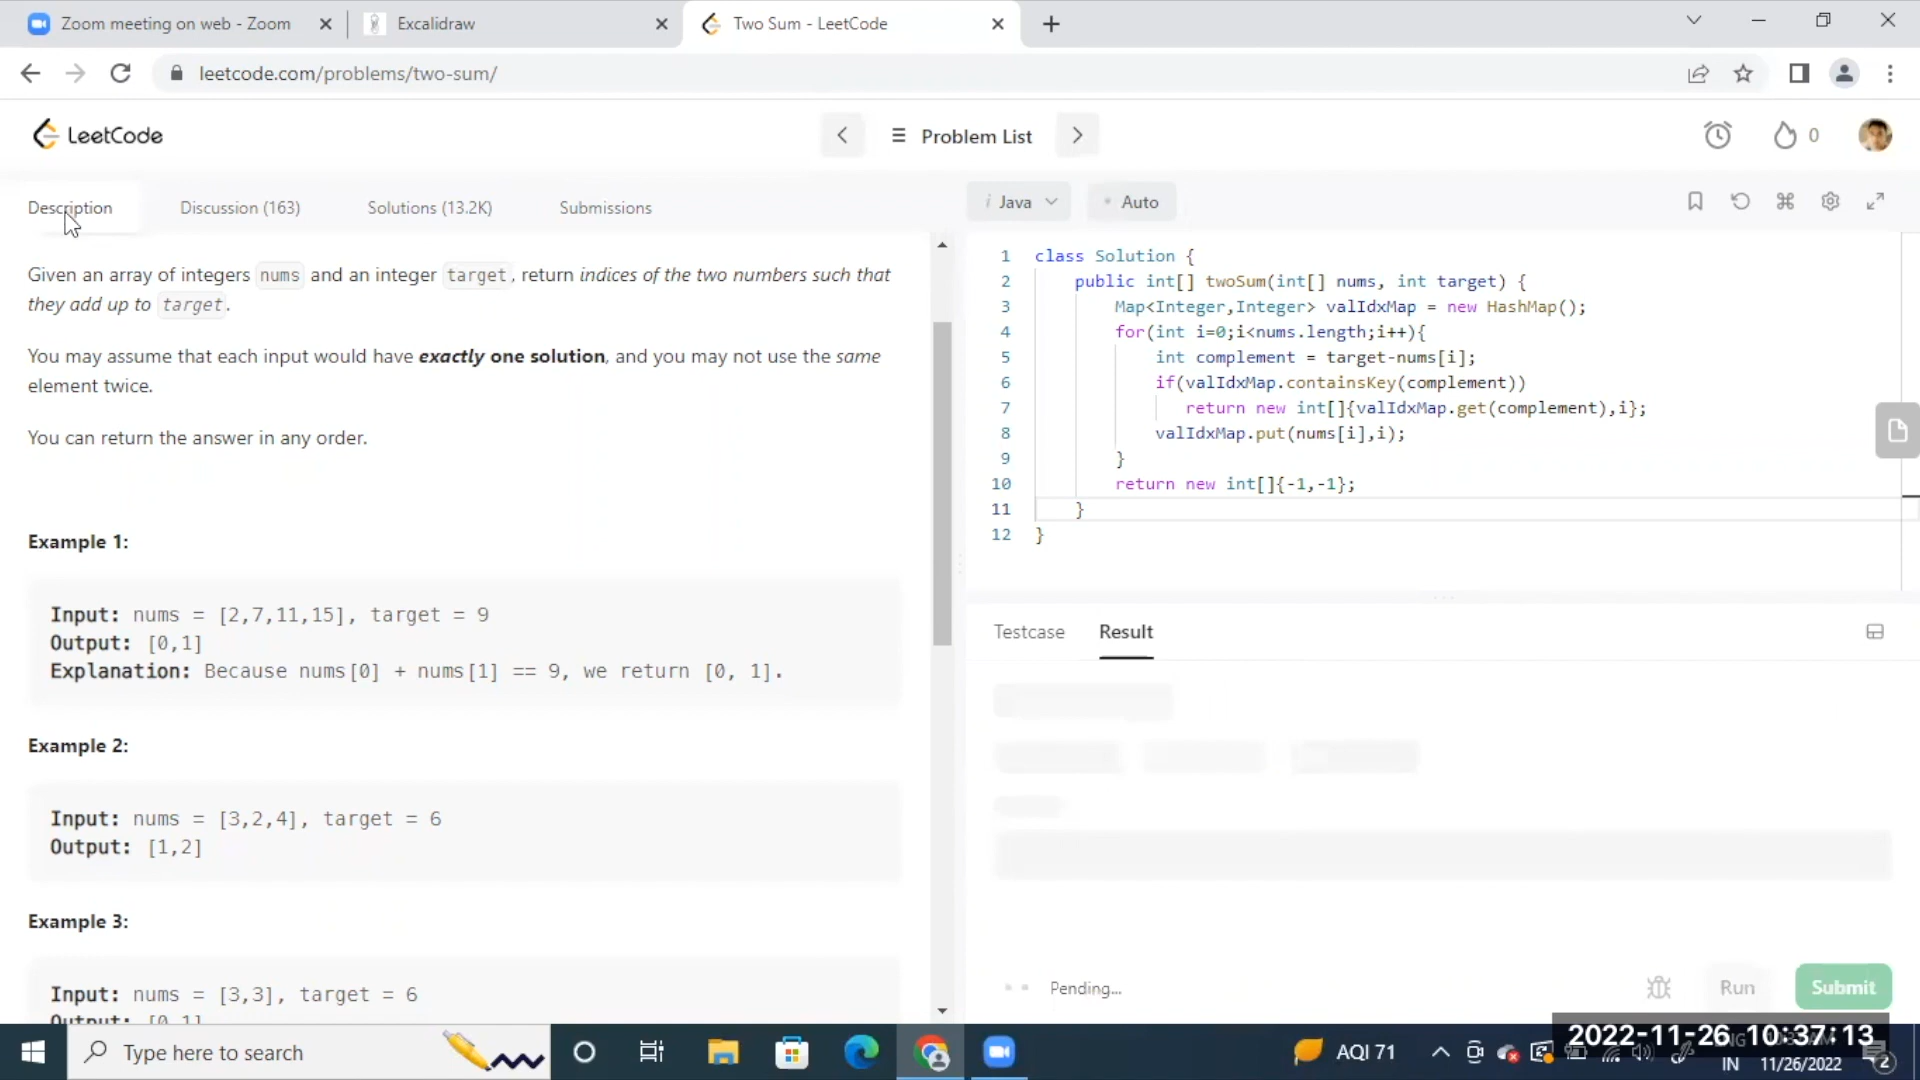 Zoom meeting on web - Zoom
Excalidraw
Two Sum - LeetCode
leetcode.com/problems/two-sum/
LeetCode
Problem List
0
Description
Discussion (163)
Solutions (13.2K)
Submissions
i Java
Auto
Given an array of integers nums and an integer target, return indices of the two numbers such that
they add up to target.
You may assume that each input would have exactly one solution, and you may not use the same
element twice.
You can return the answer in any order.
Example 1:
Input: nums = [2,7,11,15], target = 9
Output: [0,1]
Explanation: Because nums[0] + nums[1] == 9, we return [0, 1].
Example 2:
Input: nums = [3,2,4], target = 6
Output: [1,2]
Example 3:
Input: nums = [3,3], target = 6
Output: [0,1]
1 class Solution {
2 public int[] twoSum(int[] nums, int target) {
3 Map<Integer,Integer> valIdxMap = new HashMap();
4 for(int i=0;i<nums.length;i++){
5 int complement = target-nums[i];
6 if(valIdxMap.containsKey(complement))
7 return new int[]{valIdxMap.get(complement),i};
8 valIdxMap.put(nums[i],i);
9 }
10 return new int[]{-1,-1};
11 }
12 }
Testcase
Result
Pending...
Run
Submit
Type here to search
AQI 71
2022-11-26 10:37:13
IN
11/26/2022
2